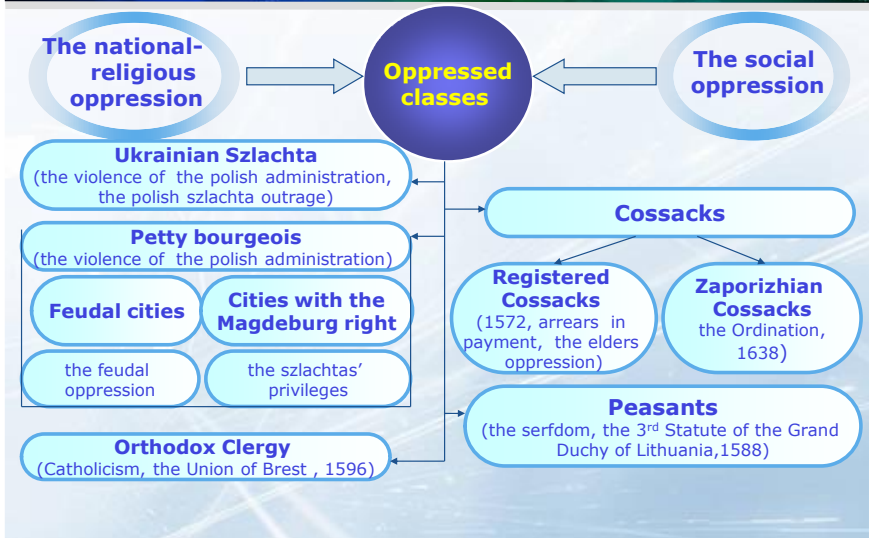 The national-
religious
oppression
Oppressed
classes
The social
oppression
Ukrainian Szlachta
(the violence of the polish administration,
the polish szlachta outrage)
Petty bourgeois
(the violence of the polish administration)
Feudal cities
Cities with the
Magdeburg right
the feudal
oppression
the szlachtas’
privileges
Orthodox Clergy
(Catholicism, the Union of Brest , 1596)
Cossacks
Registered
Cossacks
(1572, arrears in
payment, the elders
oppression)
Zaporizhian
Cossacks
the Ordination,
1638)
Peasants
(the serfdom, the 3rd Statute of the Grand
Duchy of Lithuania,1588)